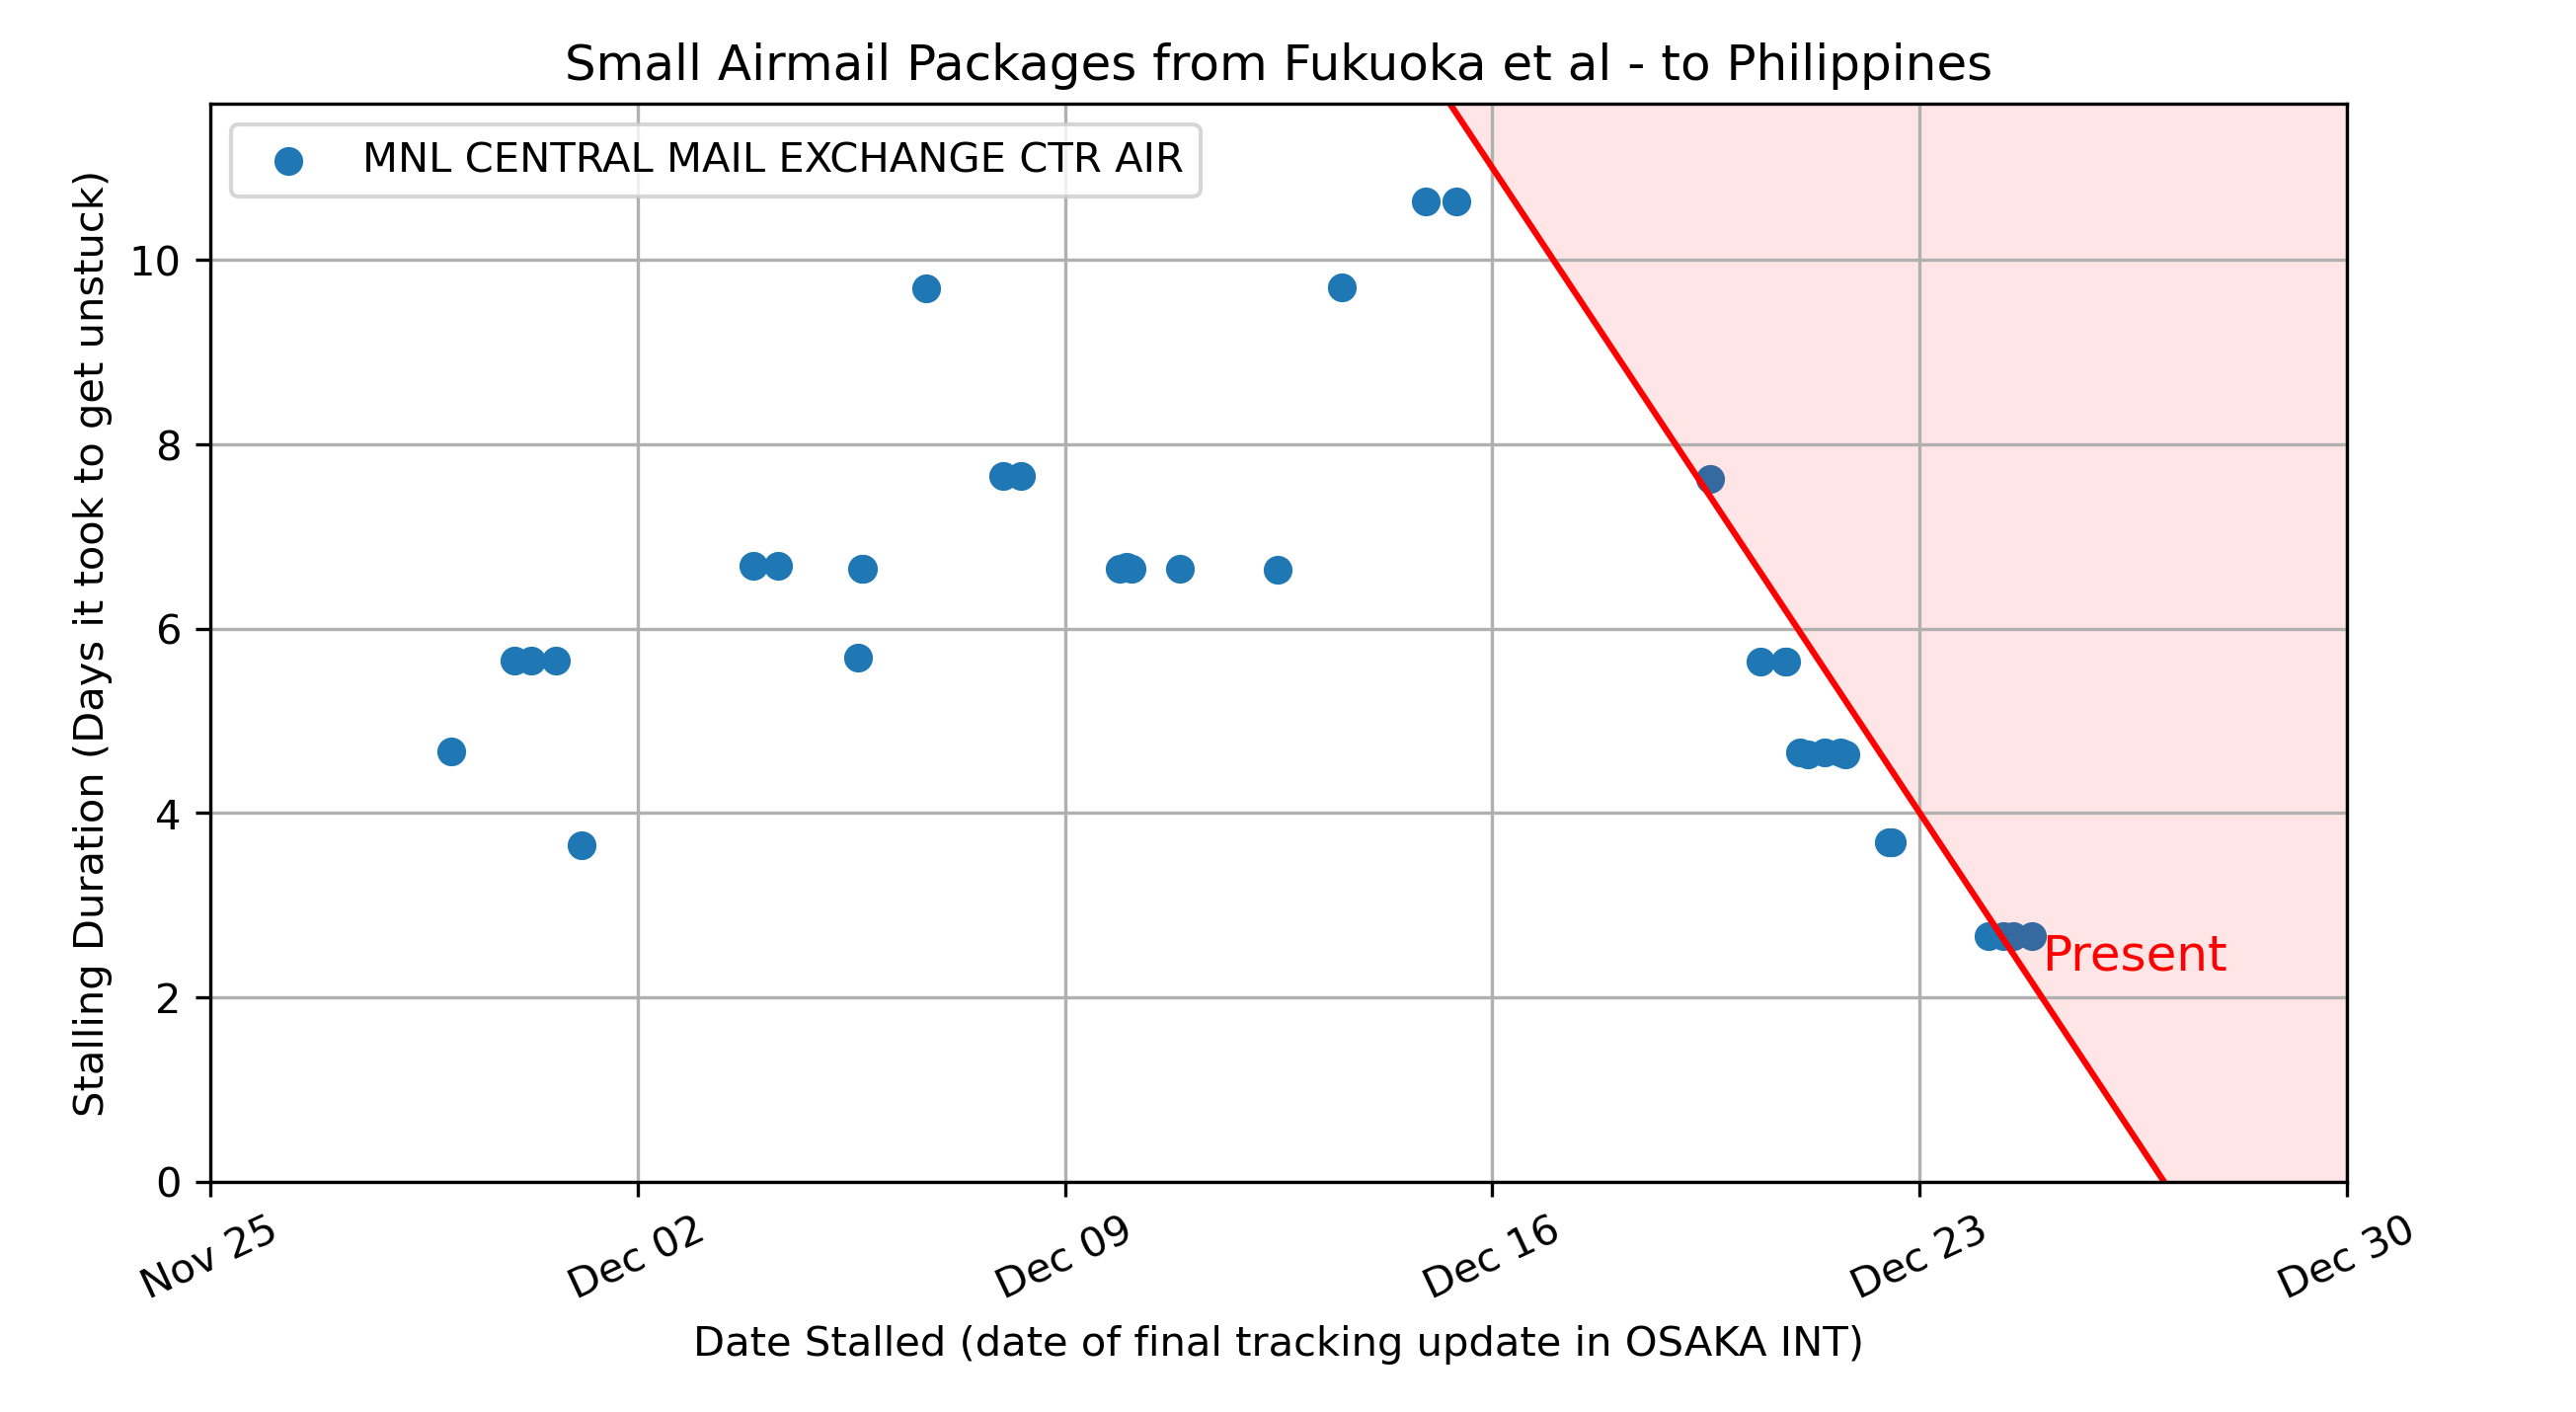 Small Airmail Packages from Fukuoka et al - to Philippines
MNL CENTRAL MAIL EXCHANGE CTR AIR
Stalling Duration (Days it took to get unstuck)
10
8
6
4
2
0
Present
Nov 25
Dec 02
Dec 09
Dec 16
Dec 23
Dec 30
Date Stalled (date of final tracking update in OSAKA INT)